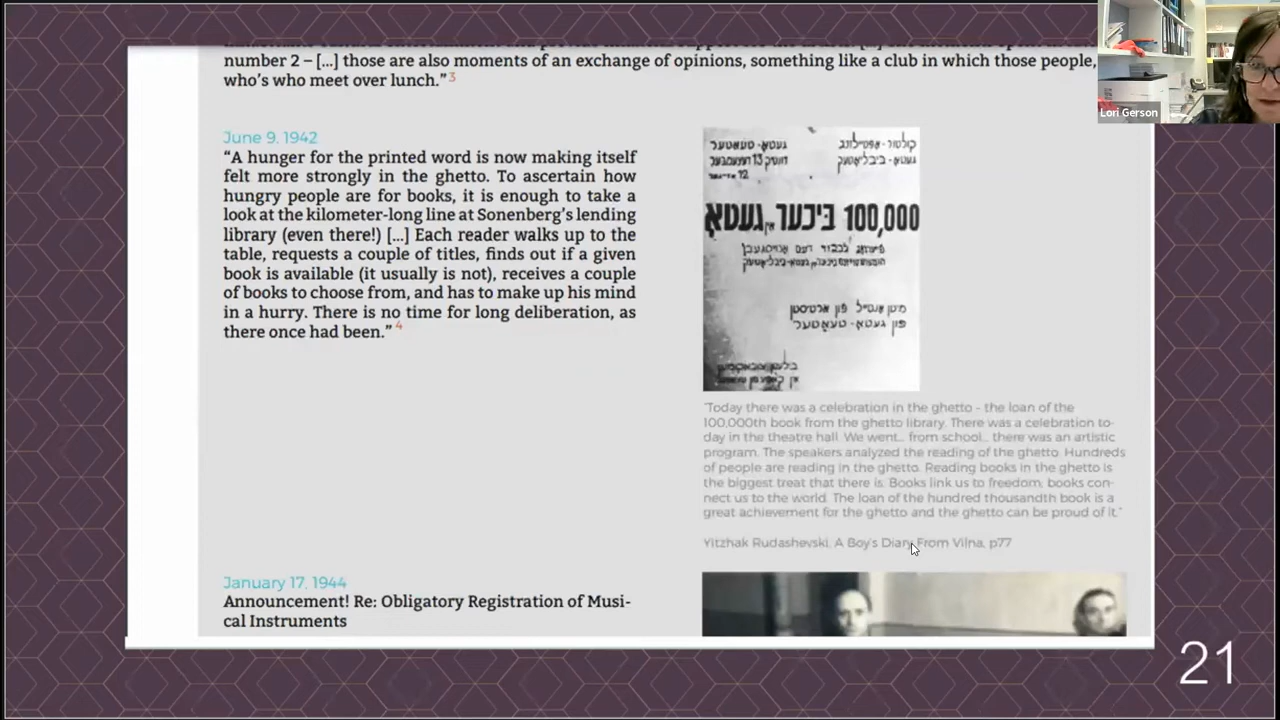 number 2 – [...] those are also moments of an exchange of opinions, something like a club in which those people,
who's who meet over lunch." 3
June 9, 1942
"A hunger for the printed word is now making itself
felt more strongly in the ghetto. To ascertain how
hungry people are for books, it is enough to take a
look at the kilometer-long line at Sonenberg's lending
library (even there!) [...] Each reader walks up to the
table, requests a couple of titles, finds out if a given
book is available (it usually is not), receives a couple
of books to choose from, and has to make up his mind
in a hurry. There is no time for long deliberation, as
there once had been." 4
January 17, 1944
Announcement! Re: Obligatory Registration of Musi-
cal Instruments
געטא-טעאטער
קולטור-אפטיילונג
געטא-ביבליאטעק
100,000 ביכער אין געטא
פון געטא-טעאטער
"Today there was a celebration in the ghetto - the loan of the
100,000th book from the ghetto library. There was a celebration to-
day in the theatre hall. We went... from school... there was an artistic
program. The speakers analyzed the reading of the ghetto. Hundreds
of people are reading in the ghetto. Reading books in the ghetto is
the biggest treat that there is. Books link us to freedom, books con-
nect us to the world. The loan of the hundred thousandth book is a
great achievement for the ghetto and the ghetto can be proud of it."
Yitzhak Rudashevski, A Boy's Diary From Vilna, p77
Lori Gerson
21